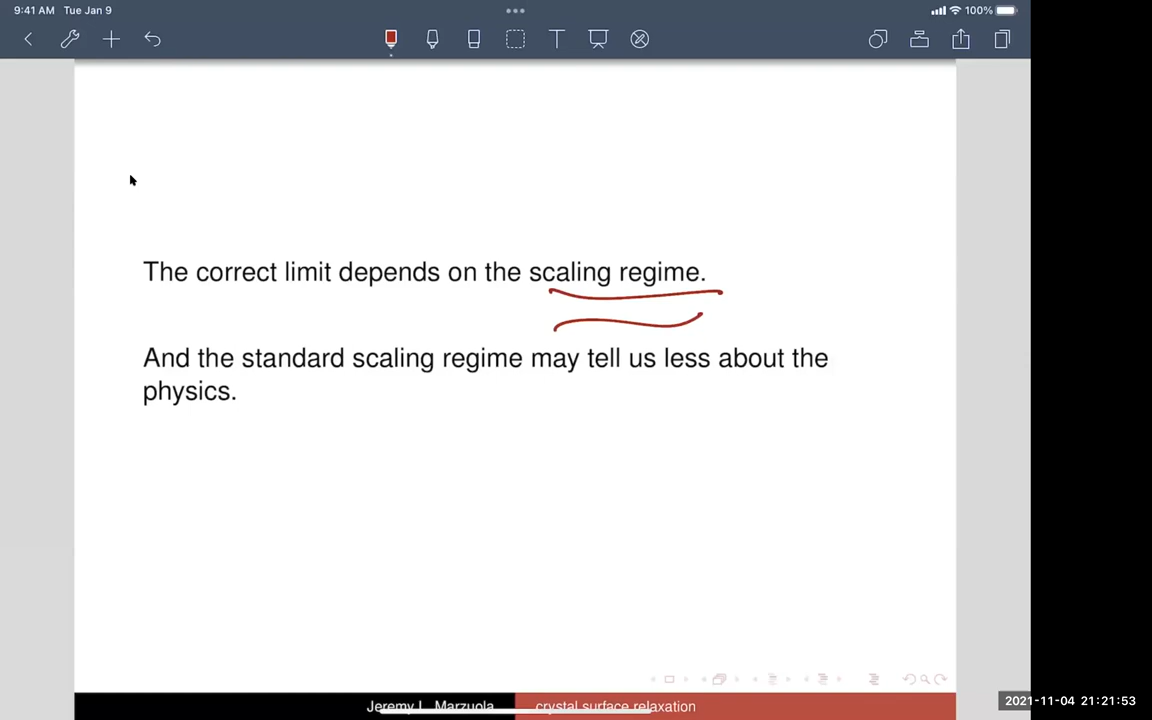 9:41 AM Tue Jan 9
100%
The correct limit depends on the scaling regime.
And the standard scaling regime may tell us less about the
physics.
Jeremy L. Marzuola crystal surface relaxation
2021-11-04 21:21:53